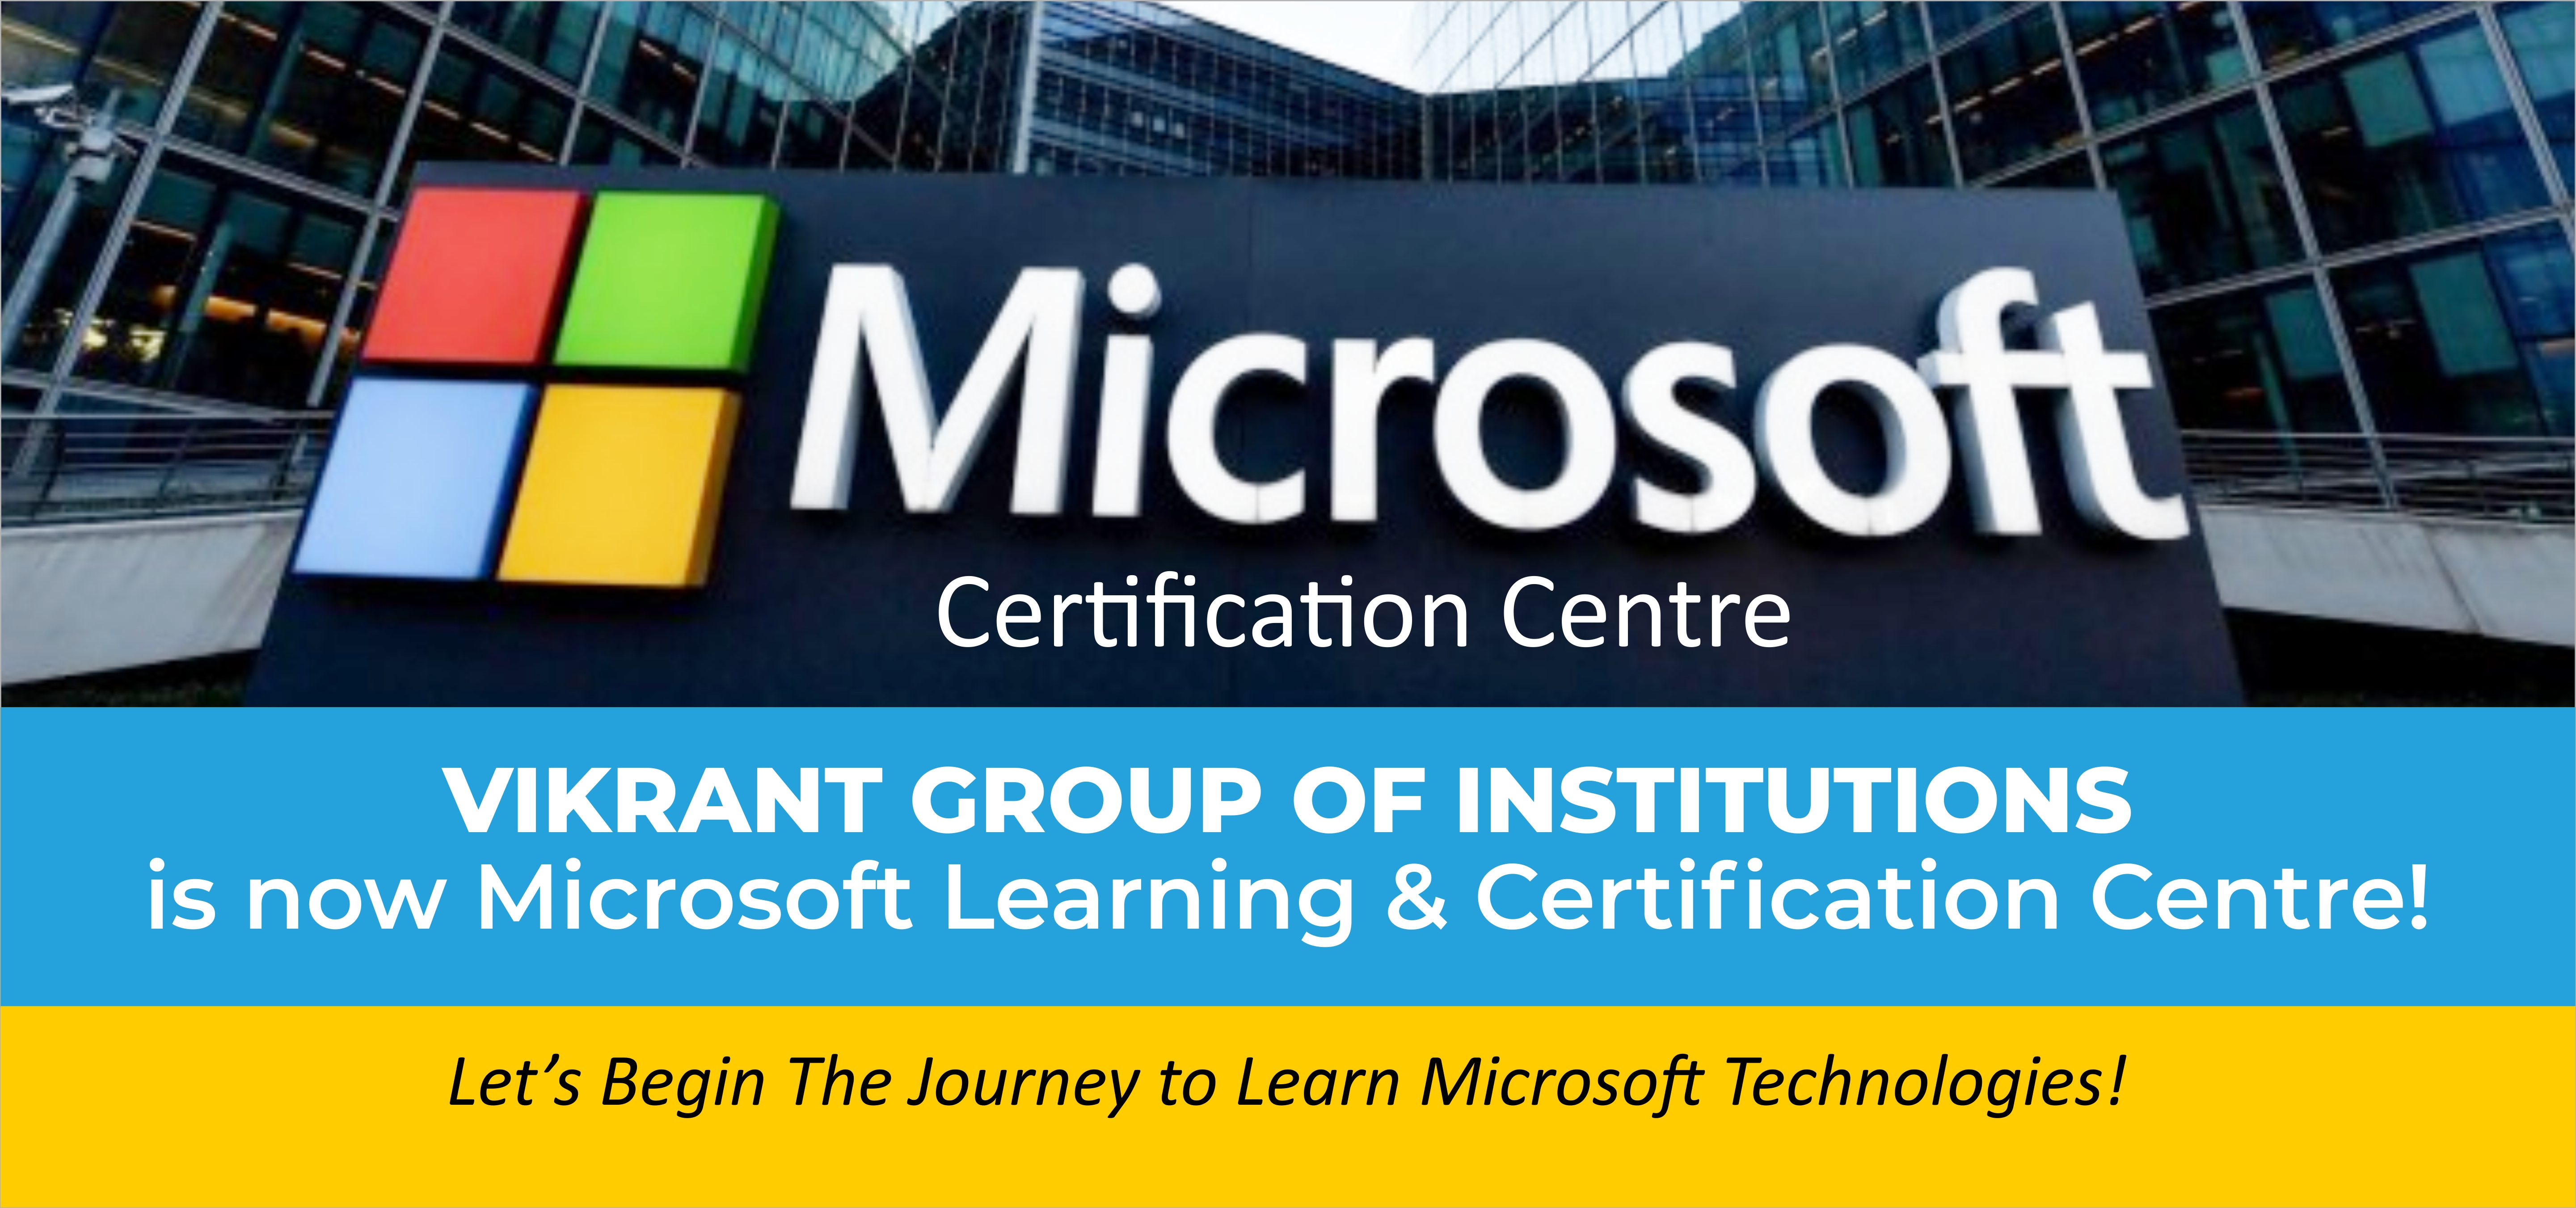 Microsoft
Certification Centre
VIKRANT GROUP OF INSTITUTIONS
is now Microsoft Learning & Certification Centre!
Let’s Begin The Journey to Learn Microsoft Technologies!